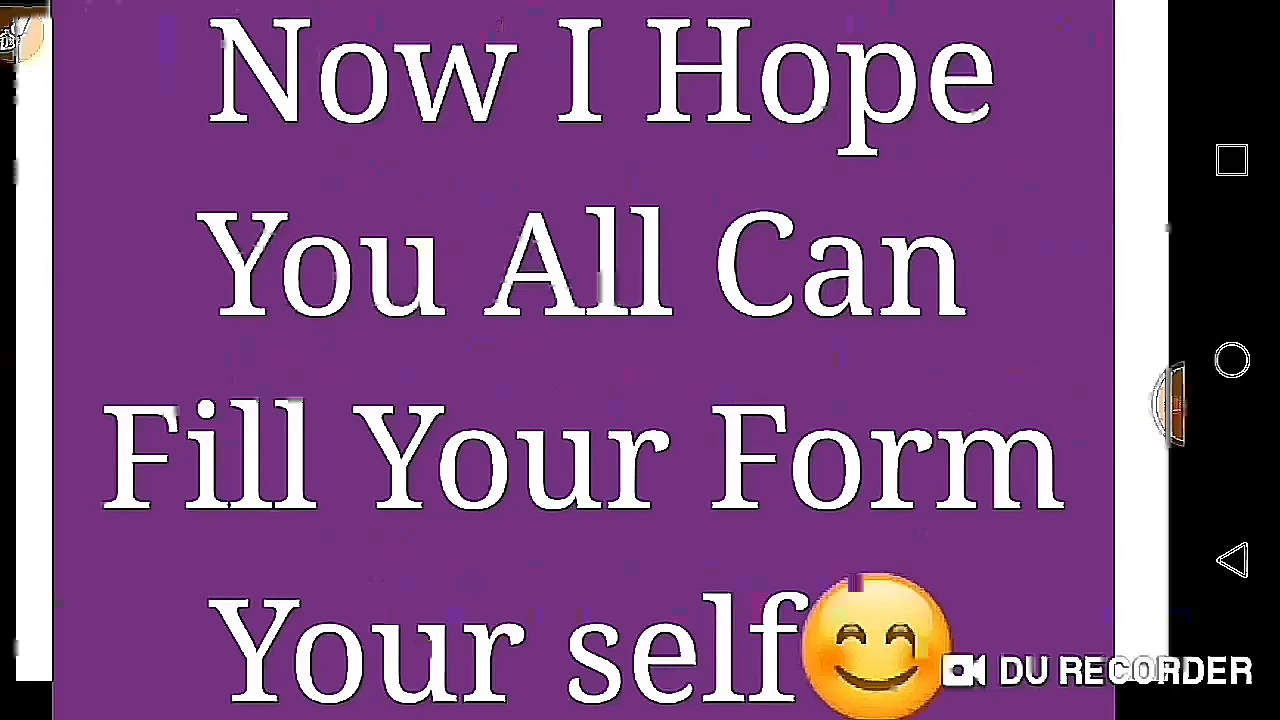 Now I Hope
You All Can
Fill Your Form
Your self😊
DU RECORDER